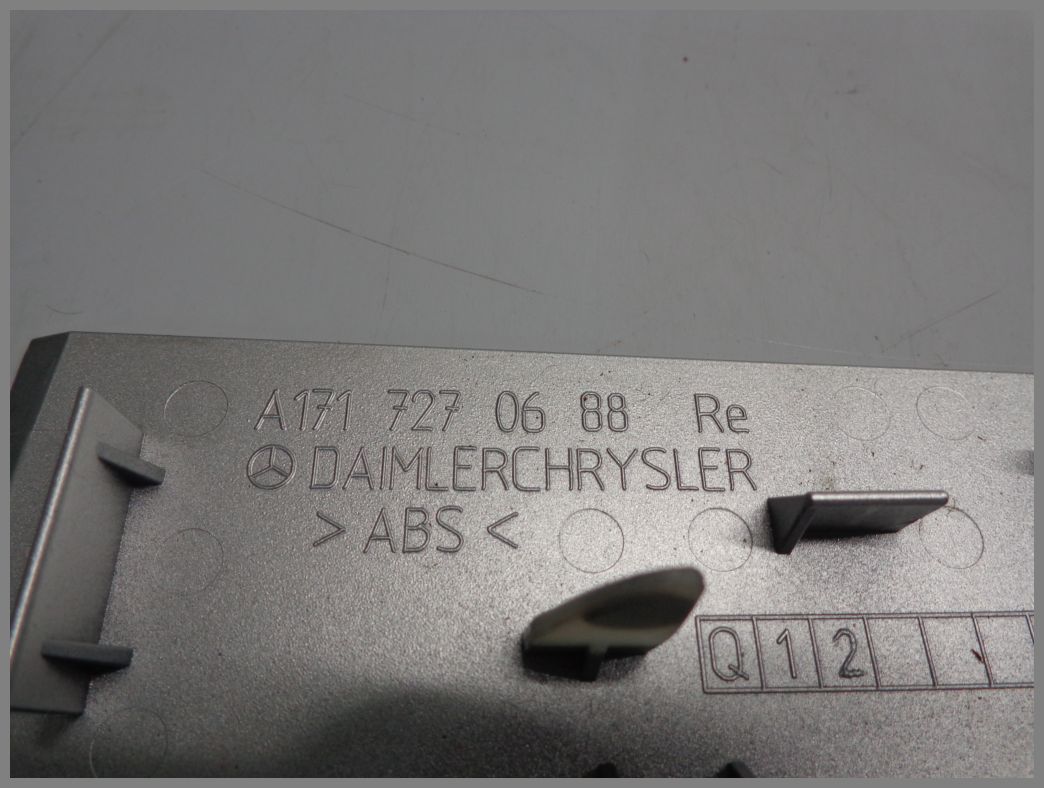 A171 727 06 88 Re
DAIMLERCHRYSLER
> ABS <
Q12